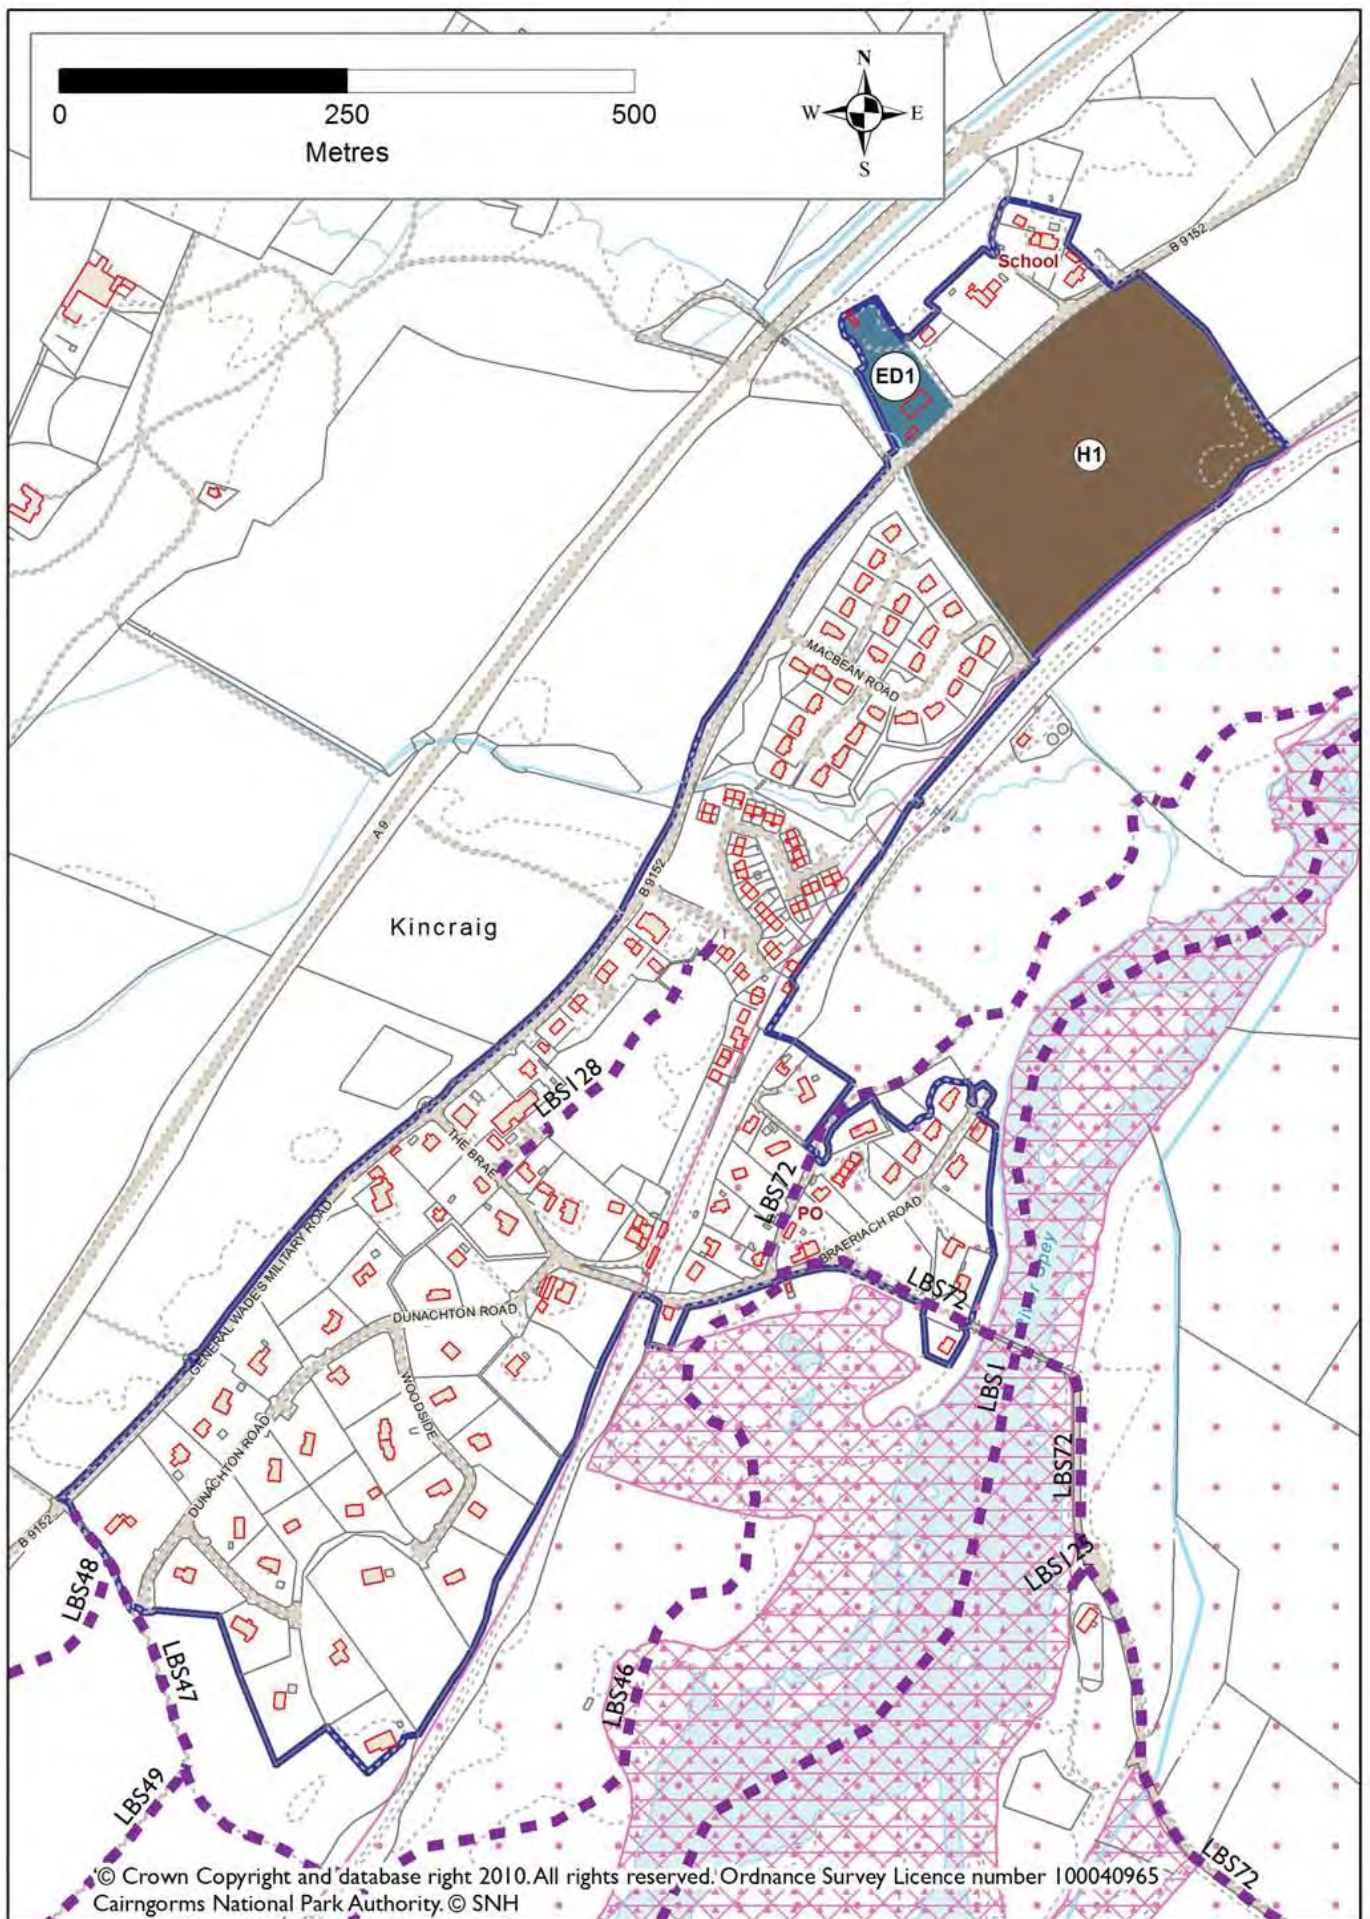 N
W E
S
0 250 500
Metres
B 9152
School
ED1
H1
MACBEAN ROAD
A 9
B 9152
Kincraig
LBS128
THE BRAE
LBS72
PO
BRAERIACH ROAD
GENERAL WADE'S MILITARY ROAD
River Spey
LBS72
DUNACHTON ROAD
LBS1
WOODSIDE
DUNACHTON ROAD
LBS72
B 9152
LBS48
LBS123
LBS47
LBS46
LBS49
LBS72
© Crown Copyright and database right 2010. All rights reserved. Ordnance Survey Licence number 100040965
Cairngorms National Park Authority. © SNH